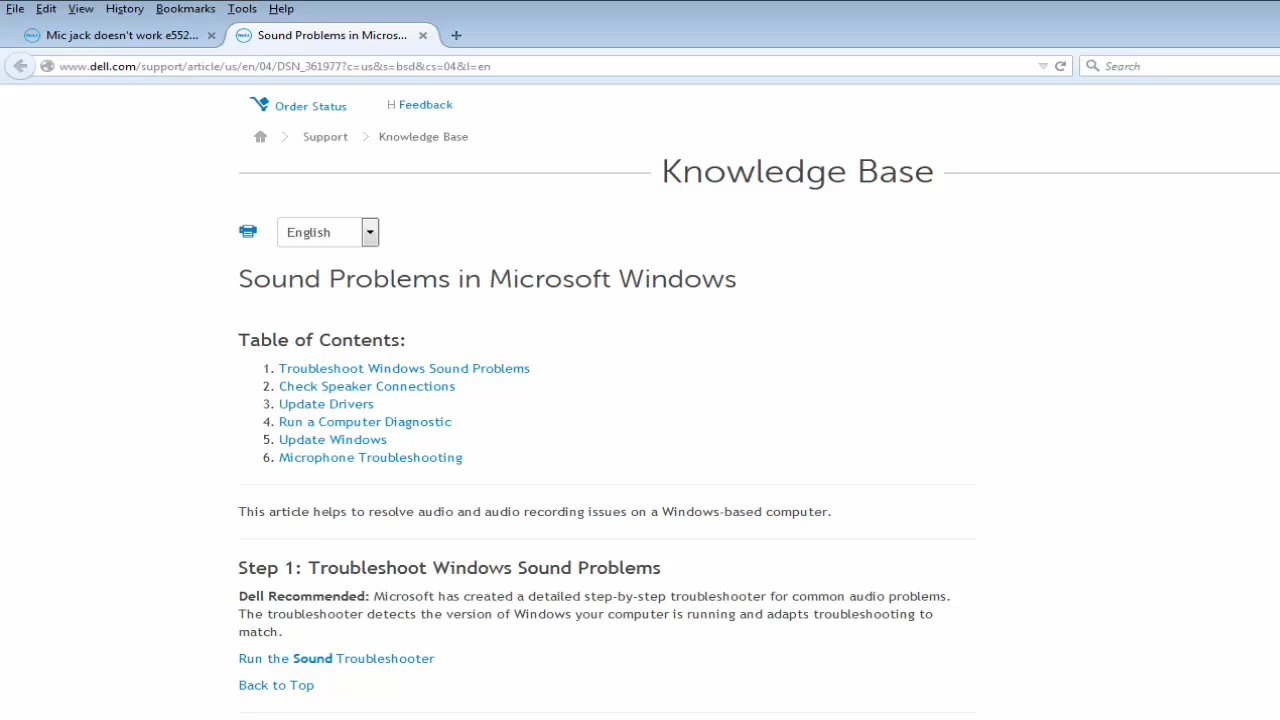 File Edit View History Bookmarks Tools Help
Mic jack doesn't work e552... × Sound Problems in Micros... × +
www.dell.com/support/article/us/en/04/DSN_361977?c=us&s=bsd&cs=04&l=en Search
Order Status H Feedback
Support Knowledge Base
Knowledge Base
English
Sound Problems in Microsoft Windows
Table of Contents:
1. Troubleshoot Windows Sound Problems
2. Check Speaker Connections
3. Update Drivers
4. Run a Computer Diagnostic
5. Update Windows
6. Microphone Troubleshooting
This article helps to resolve audio and audio recording issues on a Windows-based computer.
Step 1: Troubleshoot Windows Sound Problems
Dell Recommended: Microsoft has created a detailed step-by-step troubleshooter for common audio problems.
The troubleshooter detects the version of Windows your computer is running and adapts troubleshooting to
match.
Run the Sound Troubleshooter
Back to Top